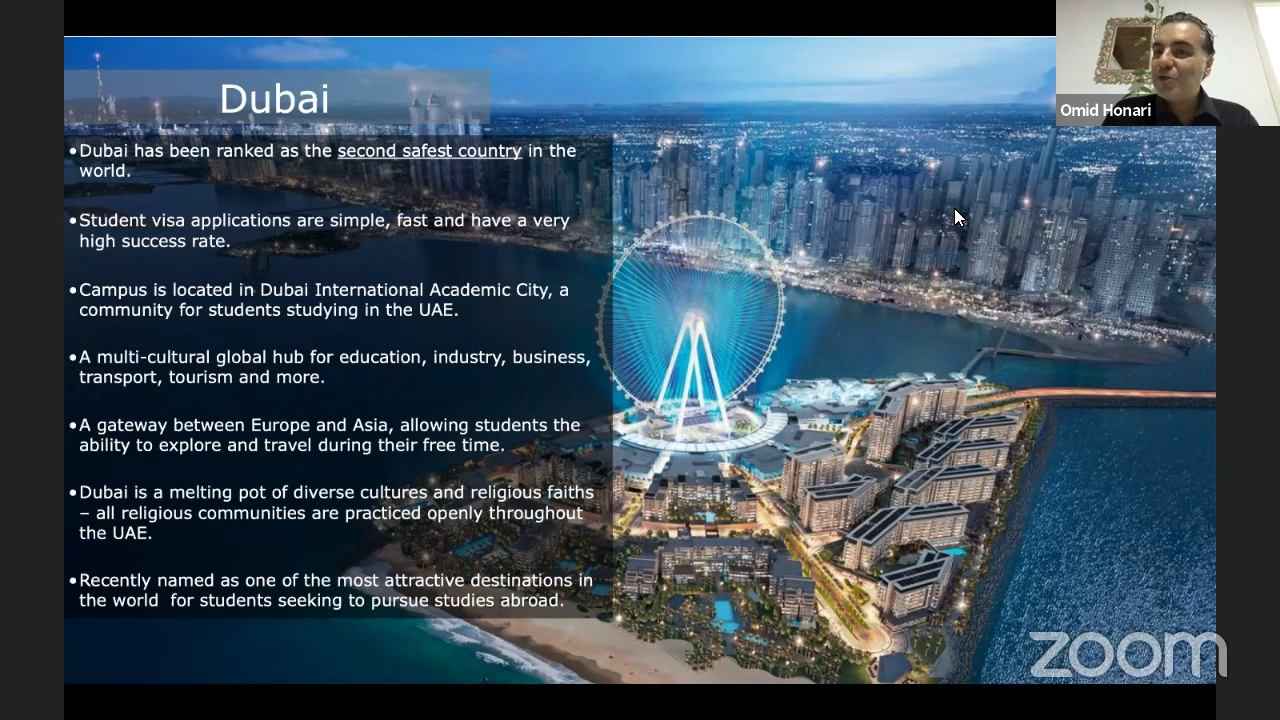 Omid Honari
Dubai
•Dubai has been ranked as the second safest country in the
world.
•Student visa applications are simple, fast and have a very
high success rate.
•Campus is located in Dubai International Academic City, a
community for students studying in the UAE.
•A multi-cultural global hub for education, industry, business,
transport, tourism and more.
•A gateway between Europe and Asia, allowing students the
ability to explore and travel during their free time.
•Dubai is a melting pot of diverse cultures and religious faiths
– all religious communities are practiced openly throughout
the UAE.
•Recently named as one of the most attractive destinations in
the world  for students seeking to pursue studies abroad.
zoom